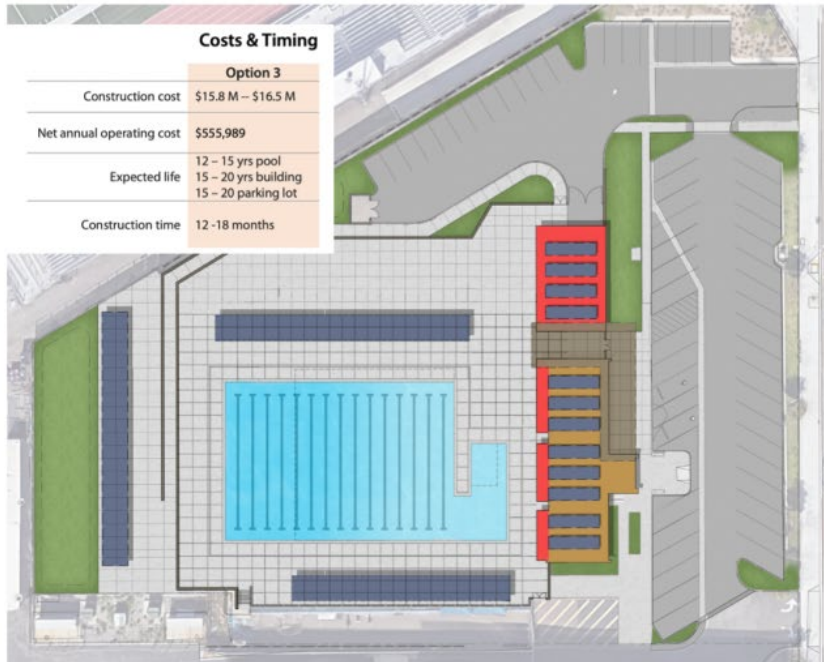 Costs & Timing
Option 3
Construction cost $15.8 M – $16.5 M
Net annual operating cost $555,989
Expected life 12 – 15 yrs pool
15 – 20 yrs building
15 – 20 parking lot
Construction time 12 -18 months